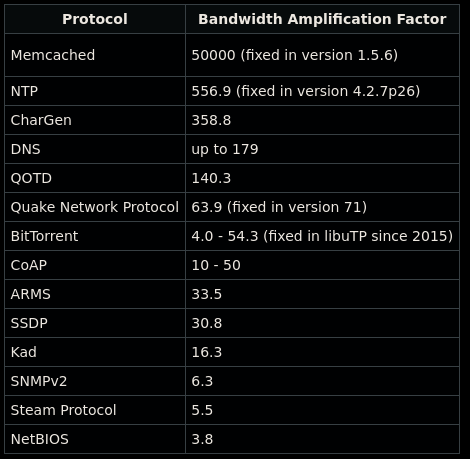 Protocol Bandwidth Amplification Factor
Memcached 50000 (fixed in version 1.5.6)
NTP 556.9 (fixed in version 4.2.7p26)
CharGen 358.8
DNS up to 179
QOTD 140.3
Quake Network Protocol 63.9 (fixed in version 71)
BitTorrent 4.0 - 54.3 (fixed in libuTP since 2015)
CoAP 10 - 50
ARMS 33.5
SSDP 30.8
Kad 16.3
SNMPv2 6.3
Steam Protocol 5.5
NetBIOS 3.8